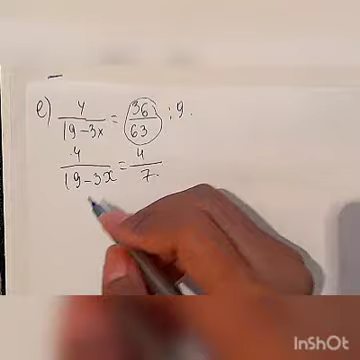 e) 4/(19-3x) = 36/63 : 9.
4/(19-3x) = 4/7.
InShOt